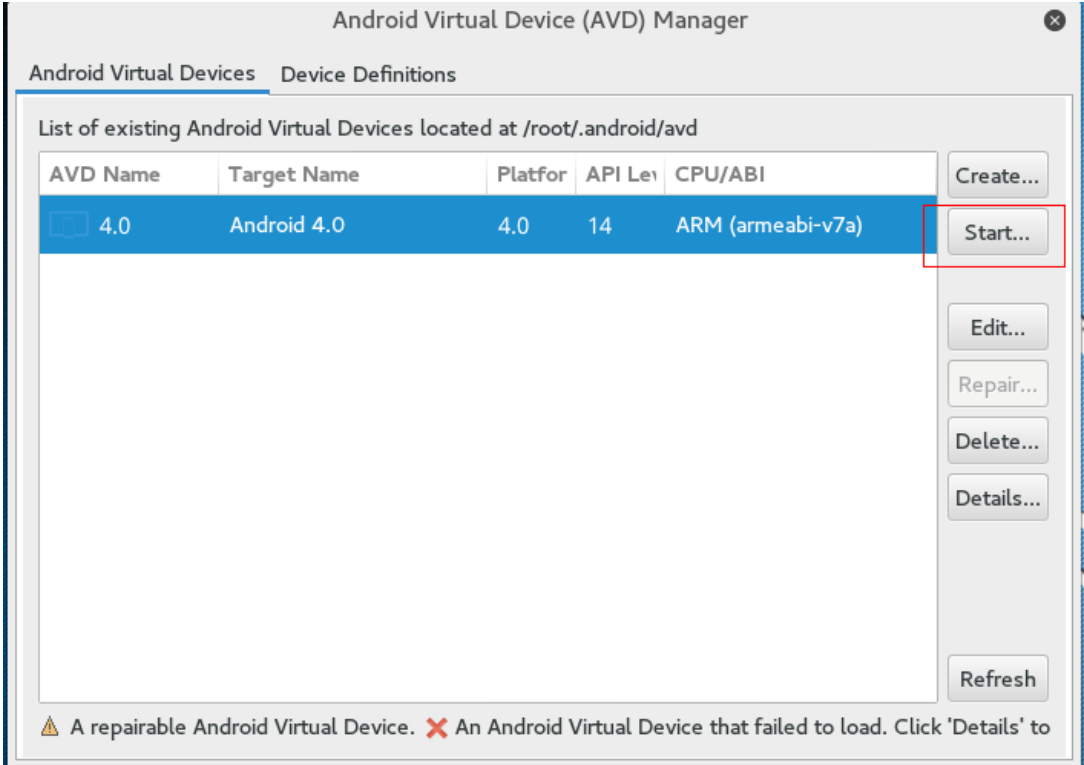 Android Virtual Device (AVD) Manager
Android Virtual Devices Device Definitions
List of existing Android Virtual Devices located at /root/.android/avd
AVD Name Target Name Platfor API Lev CPU/ABI
4.0 Android 4.0 4.0 14 ARM (armeabi-v7a)
Create...
Start...
Edit...
Repair...
Delete...
Details...
Refresh
A repairable Android Virtual Device. An Android Virtual Device that failed to load. Click 'Details' to